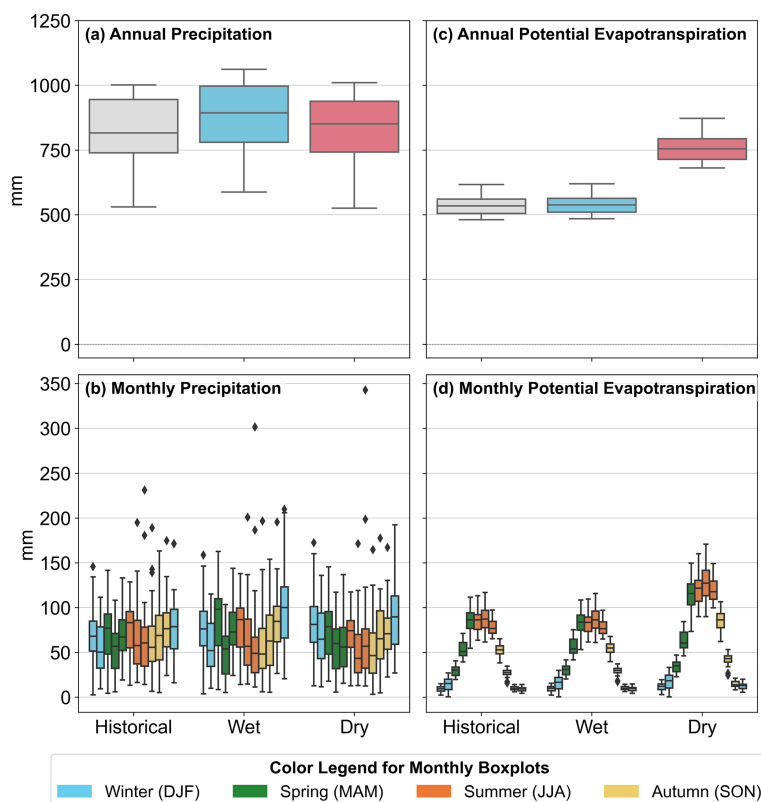 (a) Annual Precipitation
(c) Annual Potential Evapotranspiration
1250
1000
750
500
250
0
mm
(b) Monthly Precipitation
(d) Monthly Potential Evapotranspiration
350
300
250
200
150
100
50
0
mm
Historical Wet Dry Historical Wet Dry
Color Legend for Monthly Boxplots
Winter (DJF) Spring (MAM) Summer (JJA) Autumn (SON)